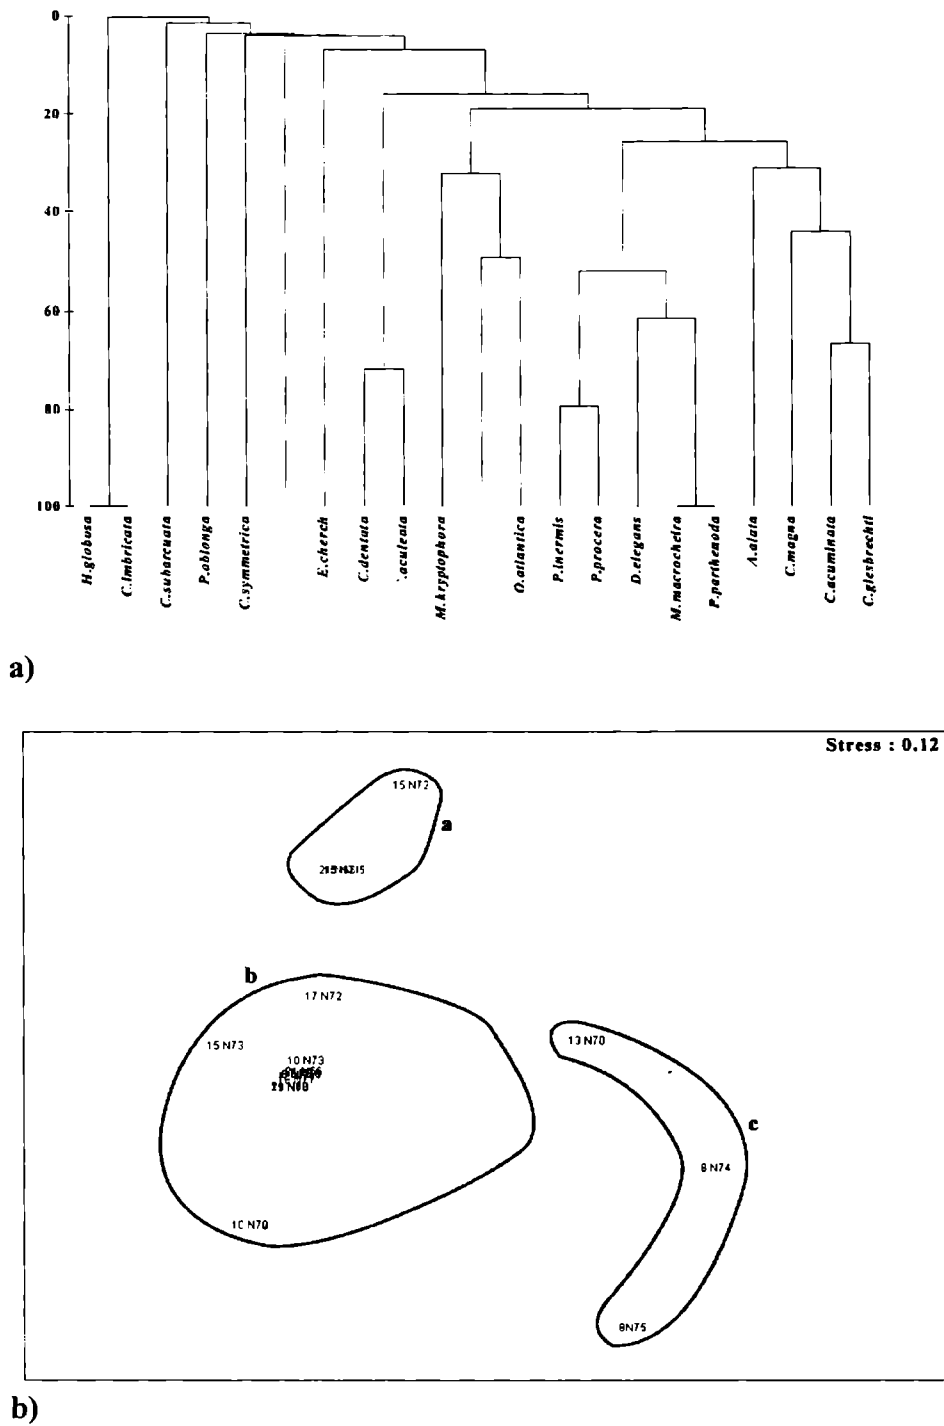 0
20
40
60
80
100
H.globosa
C.imbricata
C.subarcuata
P.oblonga
C.symmetrica
E.cherch
C.dentata
.aculeata
M.kryptophora
O.atlantica
P.inermis
P.procera
D.elegans
M.macrocheira
P.parthenoda
A.alata
C.magna
C.acuminata
C.giesbrechti
a)
Stress : 0.12
15 N72
a
b
17 N72
15 N73
10 N73
13 N70
c
8 N74
10 N70
8N75
b)